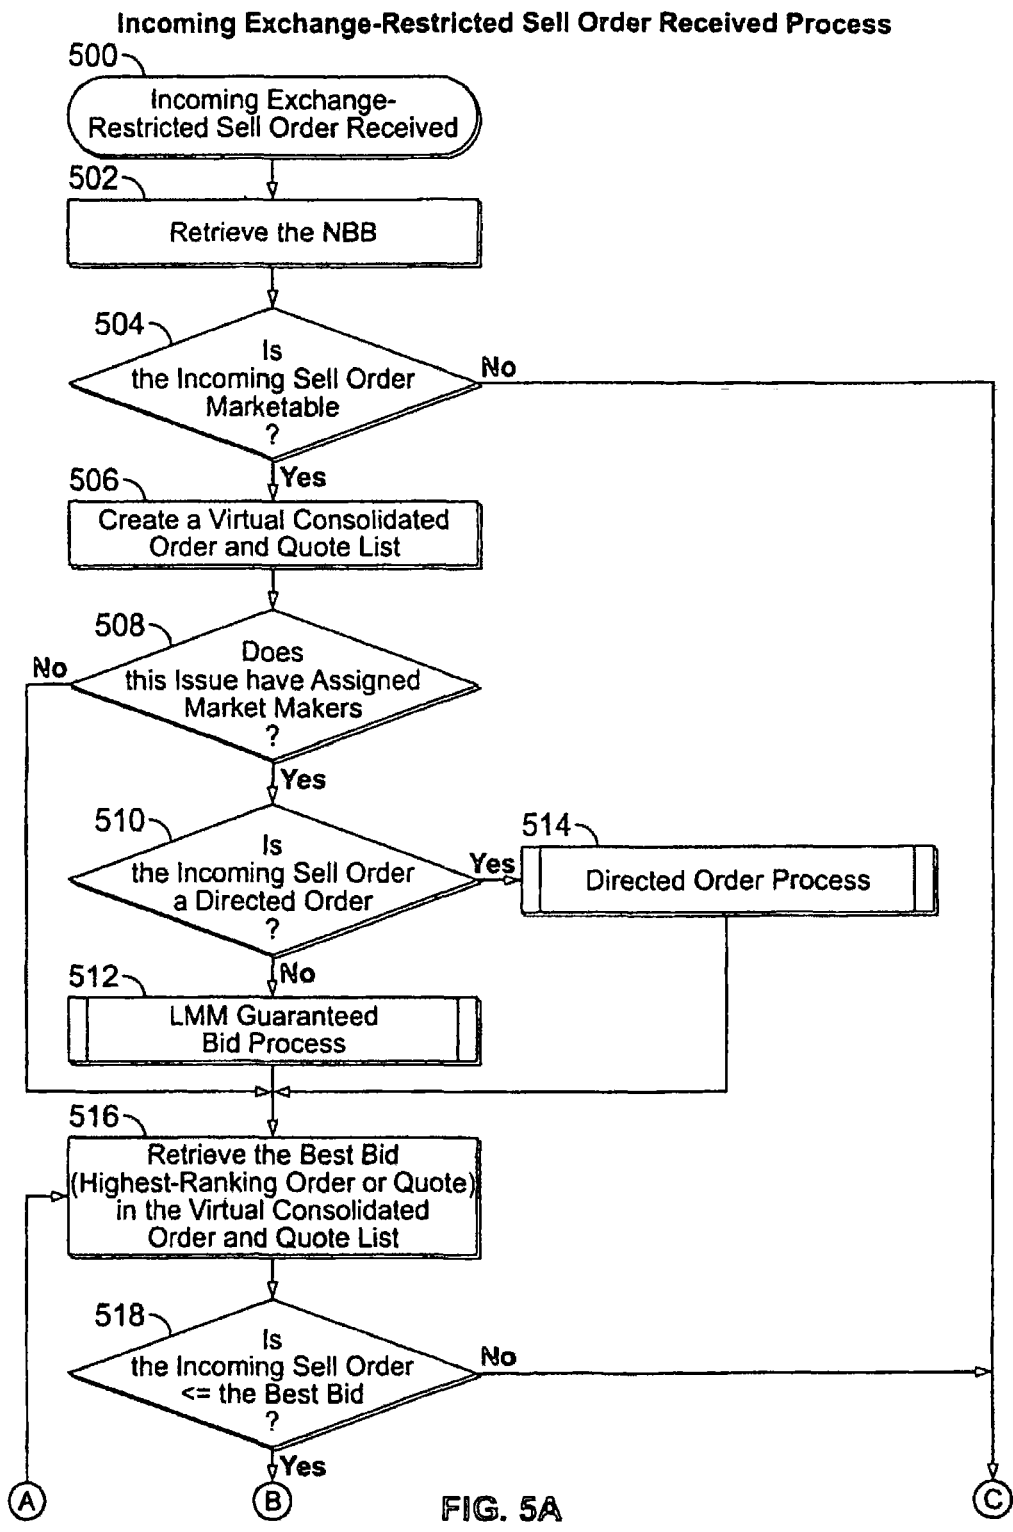 Incoming Exchange-Restricted Sell Order Received Process
500
Incoming Exchange-
Restricted Sell Order Received
502
Retrieve the NBB
504
Is
the Incoming Sell Order
Marketable
?
No
Yes
506
Create a Virtual Consolidated
Order and Quote List
508
Does
this Issue have Assigned
Market Makers
?
No
Yes
510
Is
the Incoming Sell Order
a Directed Order
?
Yes
514
Directed Order Process
No
512
LMM Guaranteed
Bid Process
516
Retrieve the Best Bid
(Highest-Ranking Order or Quote)
in the Virtual Consolidated
Order and Quote List
518
Is
the Incoming Sell Order
<= the Best Bid
?
No
Yes
A
B
C
FIG. 5A